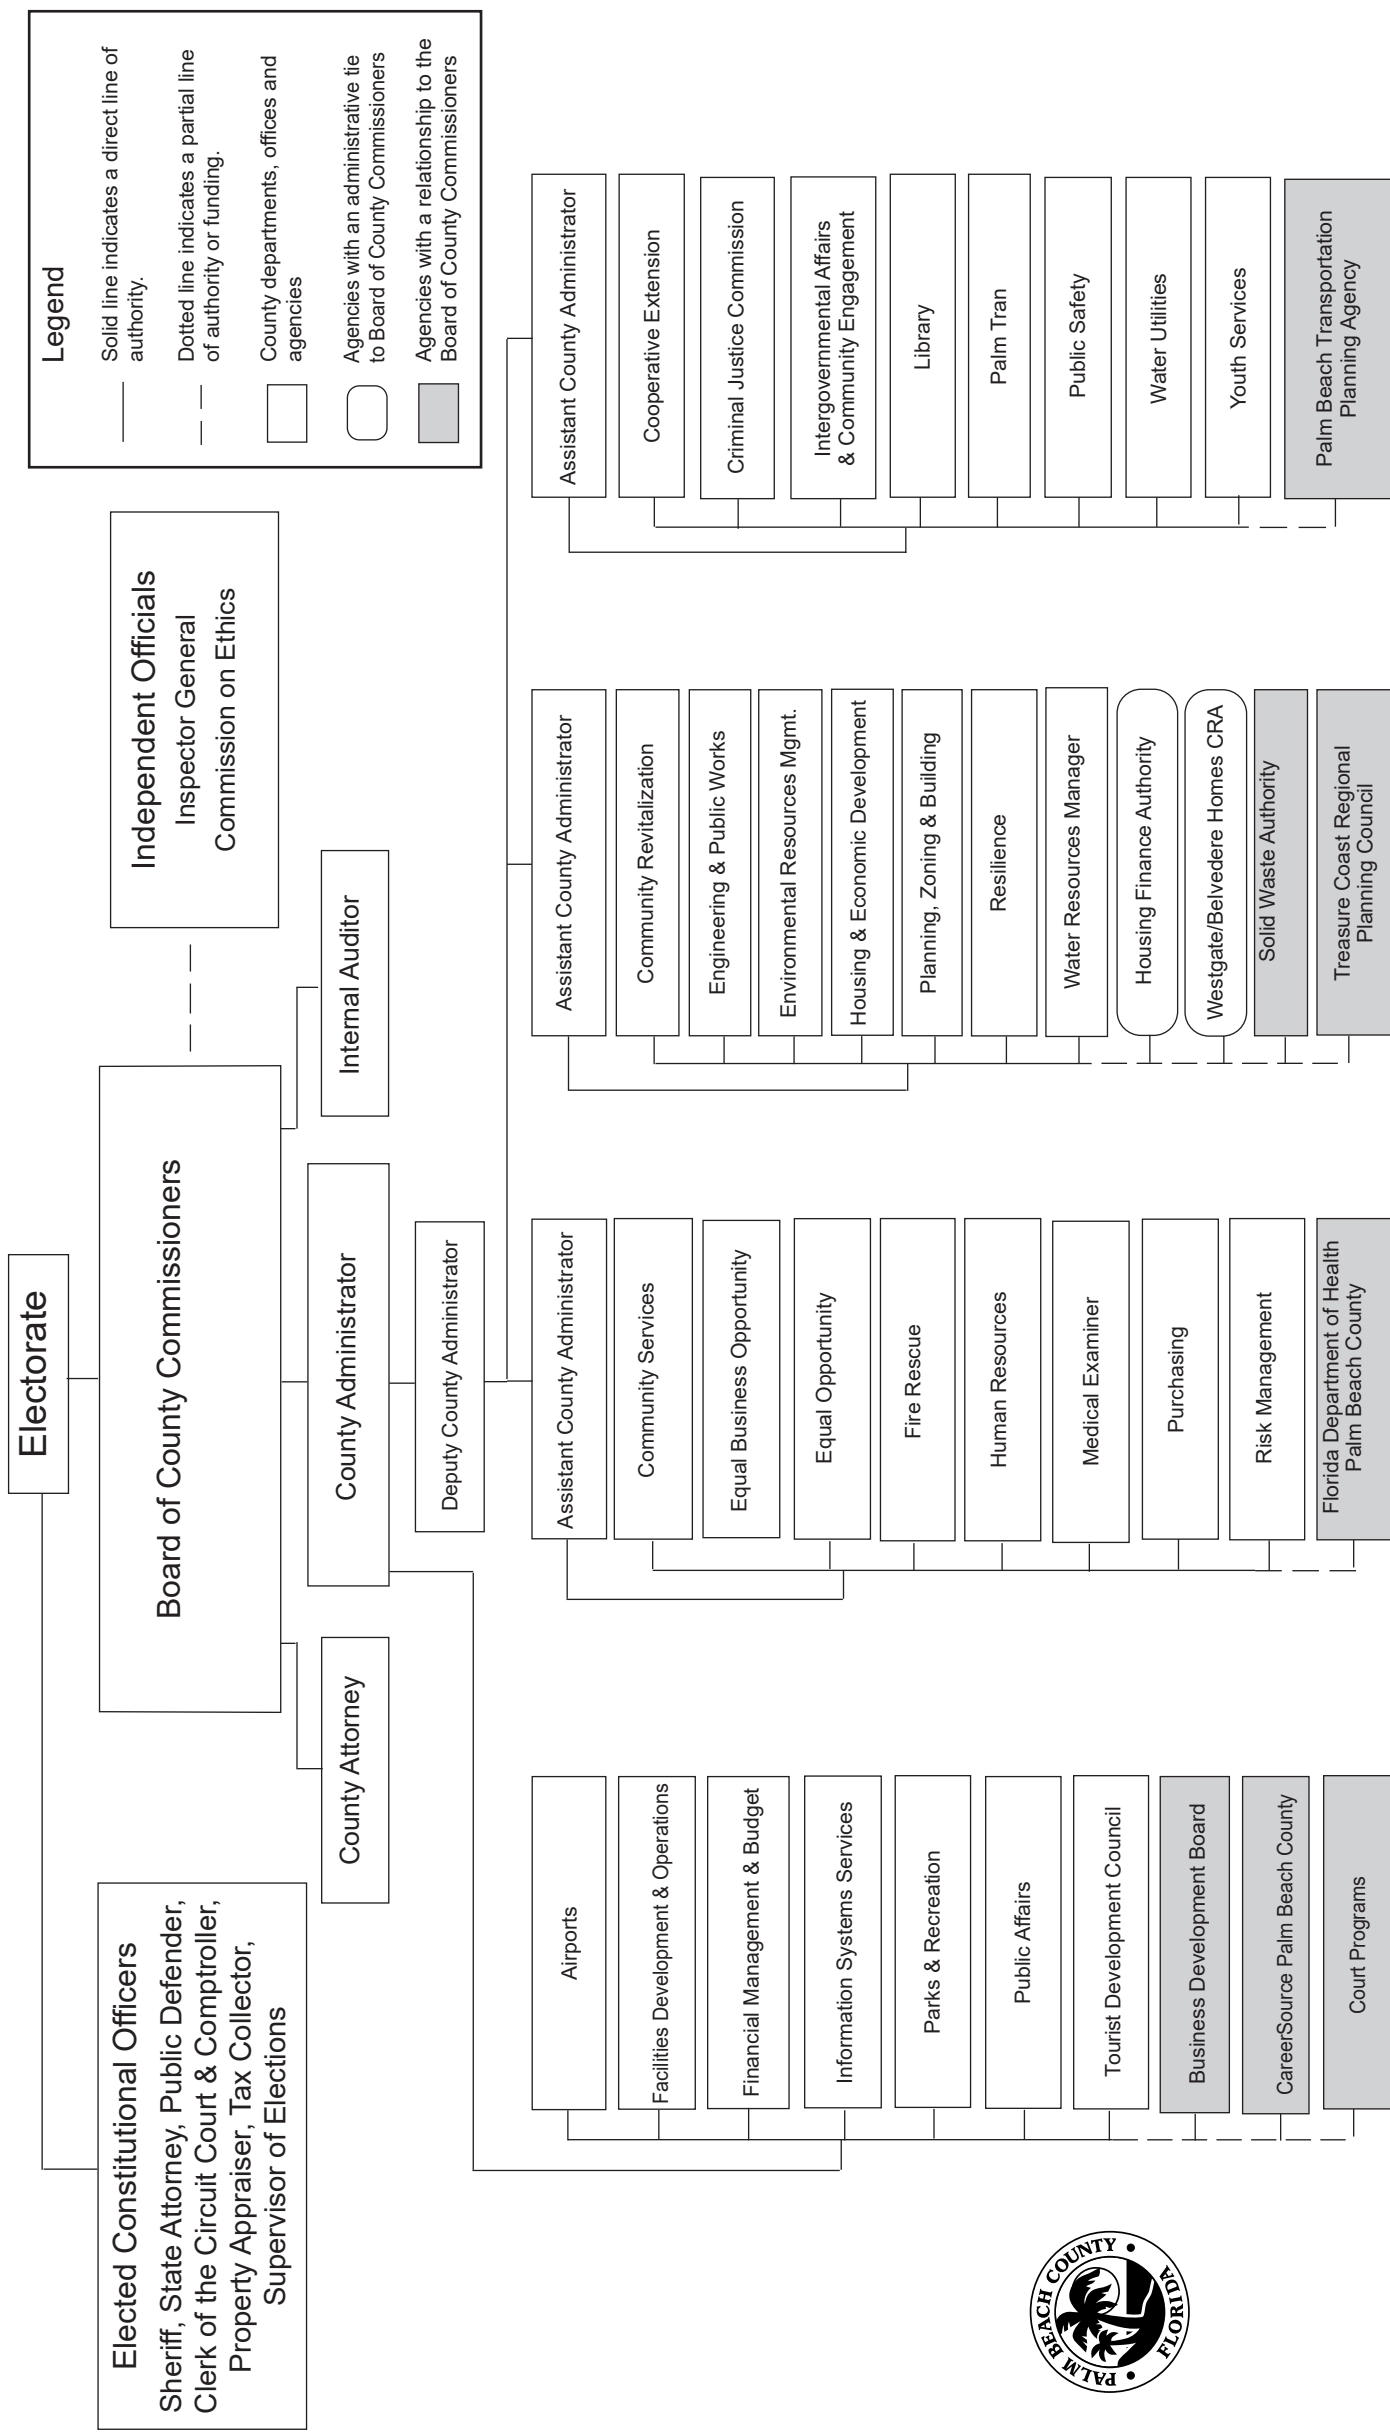 Electorate
Elected Constitutional Officers
Sheriff, State Attorney, Public Defender,
Clerk of the Circuit Court & Comptroller,
Property Appraiser, Tax Collector,
Supervisor of Elections
Board of County Commissioners
Independent Officials
Inspector General
Commission on Ethics
Legend
Solid line indicates a direct line of
authority.
Dotted line indicates a partial line
of authority or funding.
County departments, offices and
agencies
Agencies with an administrative tie
to Board of County Commissioners
Agencies with a relationship to the
Board of County Commissioners
County Attorney
County Administrator
Internal Auditor
Deputy County Administrator
Airports
Facilities Development & Operations
Financial Management & Budget
Information Systems Services
Parks & Recreation
Public Affairs
Tourist Development Council
Business Development Board
CareerSource Palm Beach County
Court Programs
Assistant County Administrator
Community Services
Equal Business Opportunity
Equal Opportunity
Fire Rescue
Human Resources
Medical Examiner
Purchasing
Risk Management
Florida Department of Health
Palm Beach County
Assistant County Administrator
Community Revitalization
Engineering & Public Works
Environmental Resources Mgmt.
Housing & Economic Development
Planning, Zoning & Building
Resilience
Water Resources Manager
Housing Finance Authority
Westgate/Belvedere Homes CRA
Solid Waste Authority
Treasure Coast Regional
Planning Council
Assistant County Administrator
Cooperative Extension
Criminal Justice Commission
Intergovernmental Affairs
& Community Engagement
Library
Palm Tran
Public Safety
Water Utilities
Youth Services
Palm Beach Transportation
Planning Agency
PALM BEACH COUNTY
FLORIDA